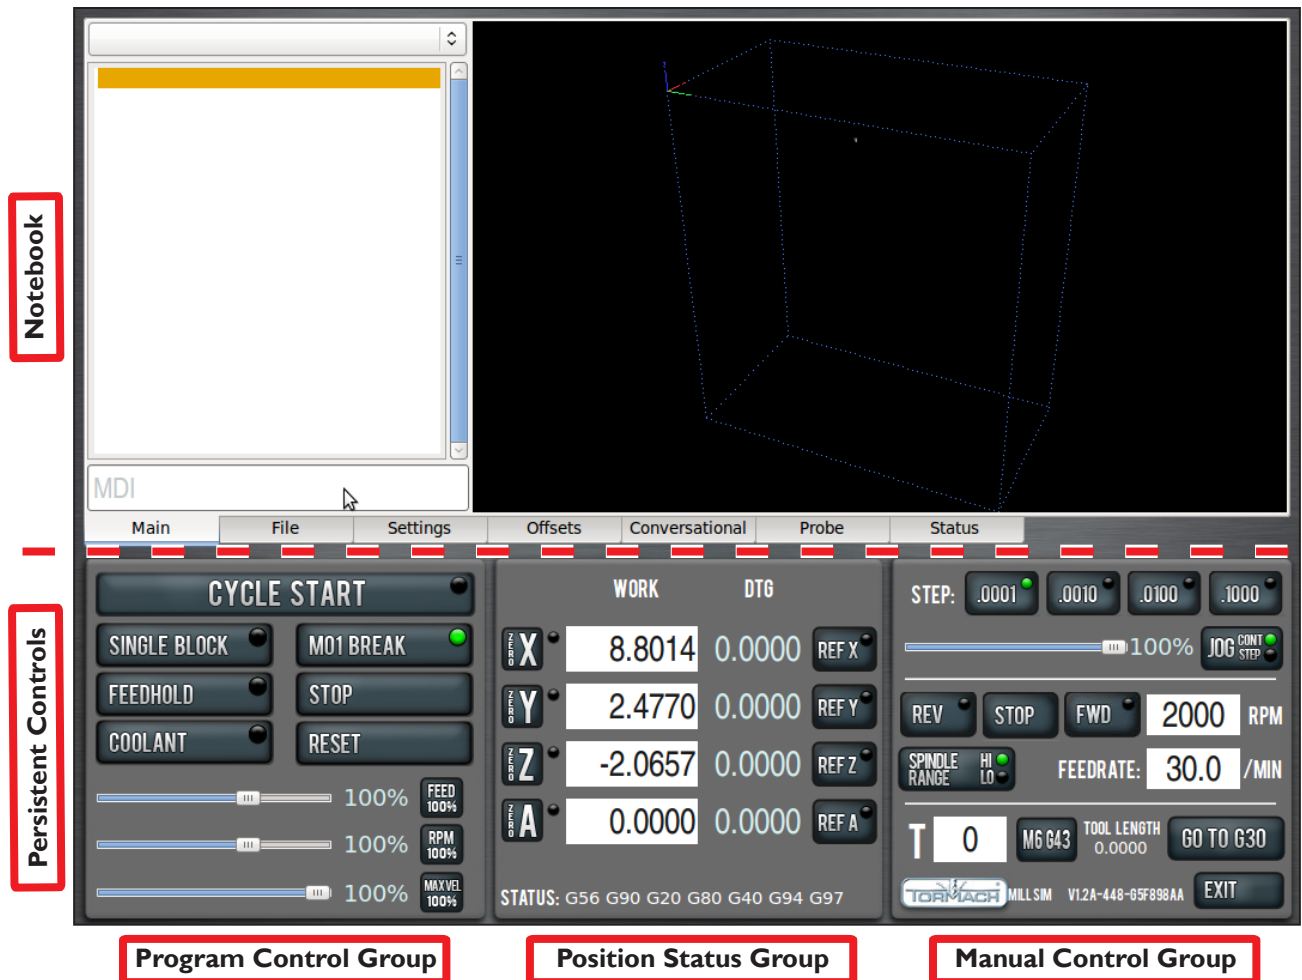 Notebook
MDI
Main File Settings Offsets Conversational Probe Status
Persistent Controls
CYCLE START
SINGLE BLOCK M01 BREAK
FEEDHOLD STOP
COOLANT RESET
100% FEED 100%
100% RPM 100%
100% MAXVEL 100%
WORK DTG
ZERO X 8.8014 0.0000 REF X
ZERO Y 2.4770 0.0000 REF Y
ZERO Z -2.0657 0.0000 REF Z
ZERO A 0.0000 0.0000 REF A
STATUS: G56 G90 G20 G80 G40 G94 G97
STEP: .0001 .0010 .0100 .1000
100% JOG CONT STEP
REV STOP FWD 2000 RPM
SPINDLE RANGE HI LO FEEDRATE: 30.0 /MIN
T 0 M6 G43 TOOL LENGTH 0.0000 GO TO G30
TORMACH MILL SIM V1.2A-448-G5F898AA EXIT
Program Control Group
Position Status Group
Manual Control Group